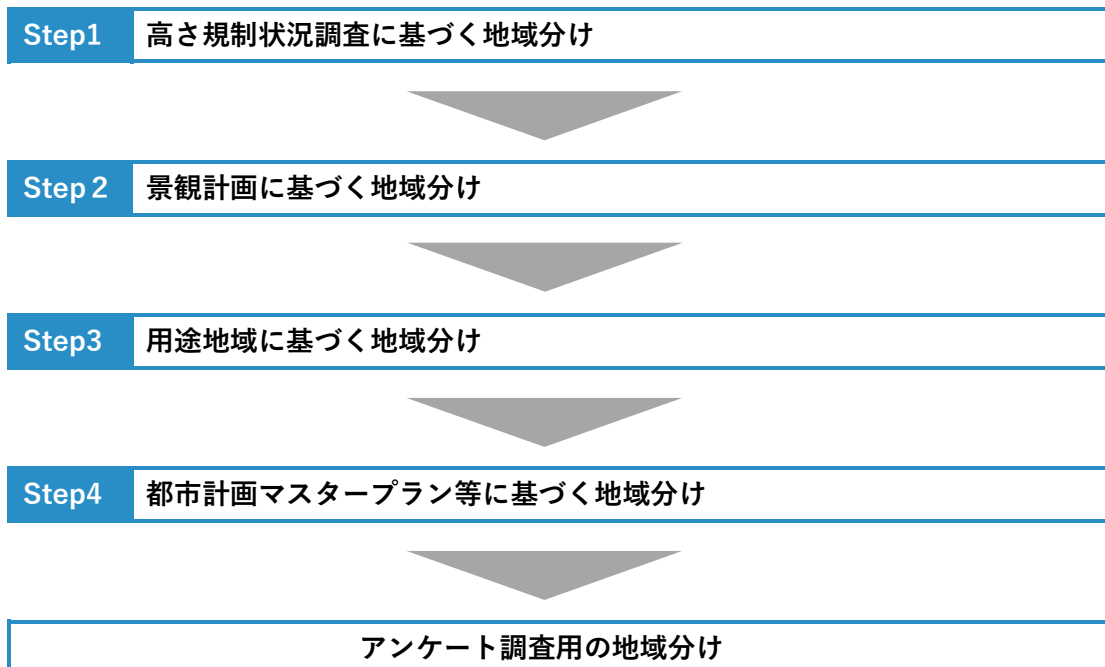 Step1 高さ規制状況調査に基づく地域分け
Step２ 景観計画に基づく地域分け
Step3 用途地域に基づく地域分け
Step4 都市計画マスタープラン等に基づく地域分け
アンケート調査用の地域分け